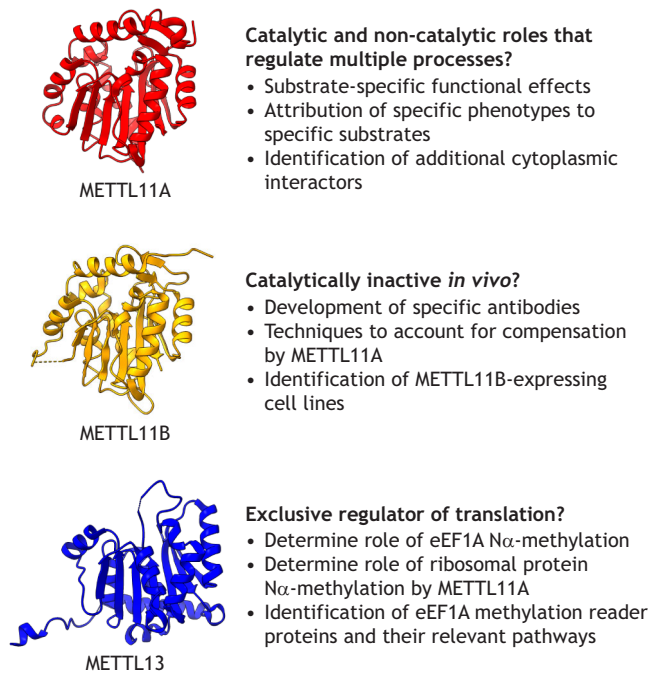 Catalytic and non-catalytic roles that
regulate multiple processes?
• Substrate-specific functional effects
• Attribution of specific phenotypes to
specific substrates
• Identification of additional cytoplasmic
interactors
METTL11A
Catalytically inactive in vivo?
• Development of specific antibodies
• Techniques to account for compensation
by METTL11A
• Identification of METTL11B-expressing
cell lines
METTL11B
Exclusive regulator of translation?
• Determine role of eEF1A Nα-methylation
• Determine role of ribosomal protein
Nα-methylation by METTL11A
• Identification of eEF1A methylation reader
proteins and their relevant pathways
METTL13